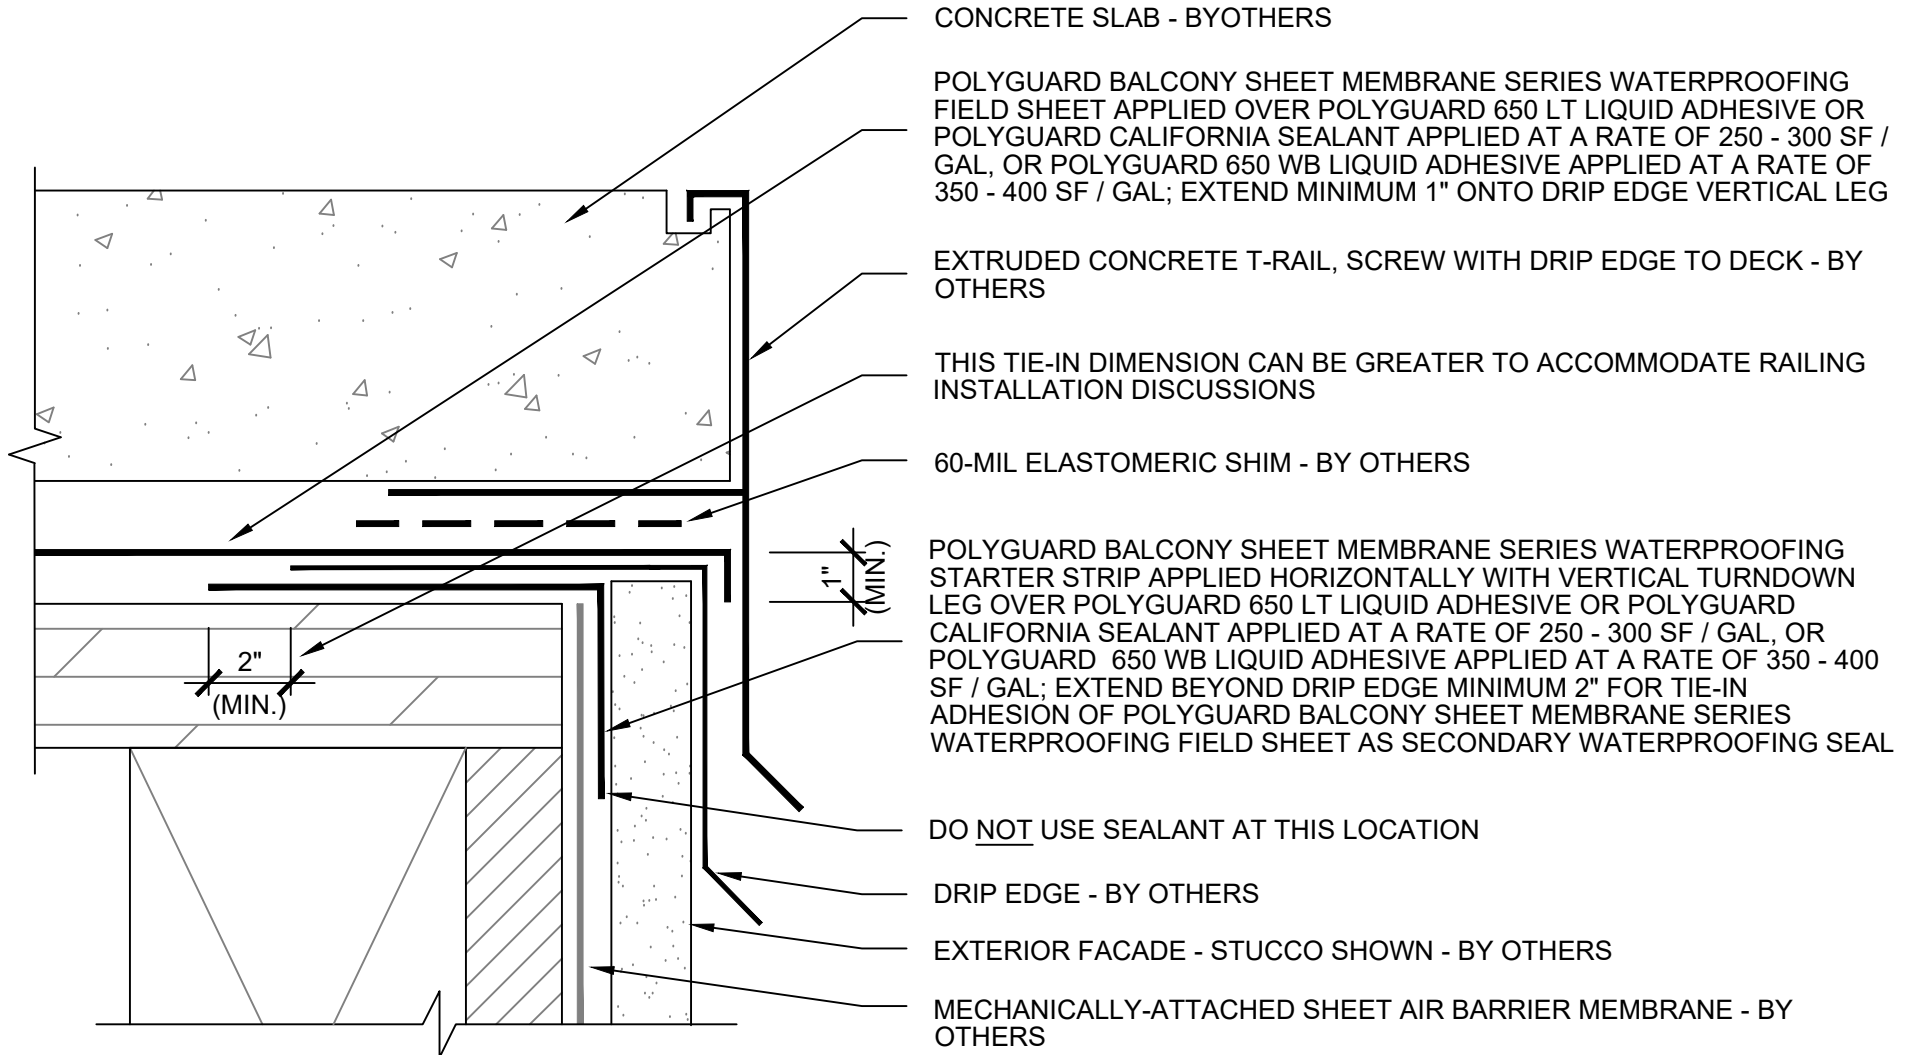 CONCRETE SLAB - BYOTHERS
POLYGUARD BALCONY SHEET MEMBRANE SERIES WATERPROOFING
FIELD SHEET APPLIED OVER POLYGUARD 650 LT LIQUID ADHESIVE OR
POLYGUARD CALIFORNIA SEALANT APPLIED AT A RATE OF 250 - 300 SF /
GAL, OR POLYGUARD 650 WB LIQUID ADHESIVE APPLIED AT A RATE OF
350 - 400 SF / GAL; EXTEND MINIMUM 1" ONTO DRIP EDGE VERTICAL LEG
EXTRUDED CONCRETE T-RAIL, SCREW WITH DRIP EDGE TO DECK - BY
OTHERS
THIS TIE-IN DIMENSION CAN BE GREATER TO ACCOMMODATE RAILING
INSTALLATION DISCUSSIONS
60-MIL ELASTOMERIC SHIM - BY OTHERS
1"
(MIN.)
POLYGUARD BALCONY SHEET MEMBRANE SERIES WATERPROOFING
STARTER STRIP APPLIED HORIZONTALLY WITH VERTICAL TURNDOWN
LEG OVER POLYGUARD 650 LT LIQUID ADHESIVE OR POLYGUARD
CALIFORNIA SEALANT APPLIED AT A RATE OF 250 - 300 SF / GAL, OR
POLYGUARD 650 WB LIQUID ADHESIVE APPLIED AT A RATE OF 350 - 400
SF / GAL; EXTEND BEYOND DRIP EDGE MINIMUM 2" FOR TIE-IN
ADHESION OF POLYGUARD BALCONY SHEET MEMBRANE SERIES
WATERPROOFING FIELD SHEET AS SECONDARY WATERPROOFING SEAL
2"
(MIN.)
DO NOT USE SEALANT AT THIS LOCATION
DRIP EDGE - BY OTHERS
EXTERIOR FACADE - STUCCO SHOWN - BY OTHERS
MECHANICALLY-ATTACHED SHEET AIR BARRIER MEMBRANE - BY
OTHERS